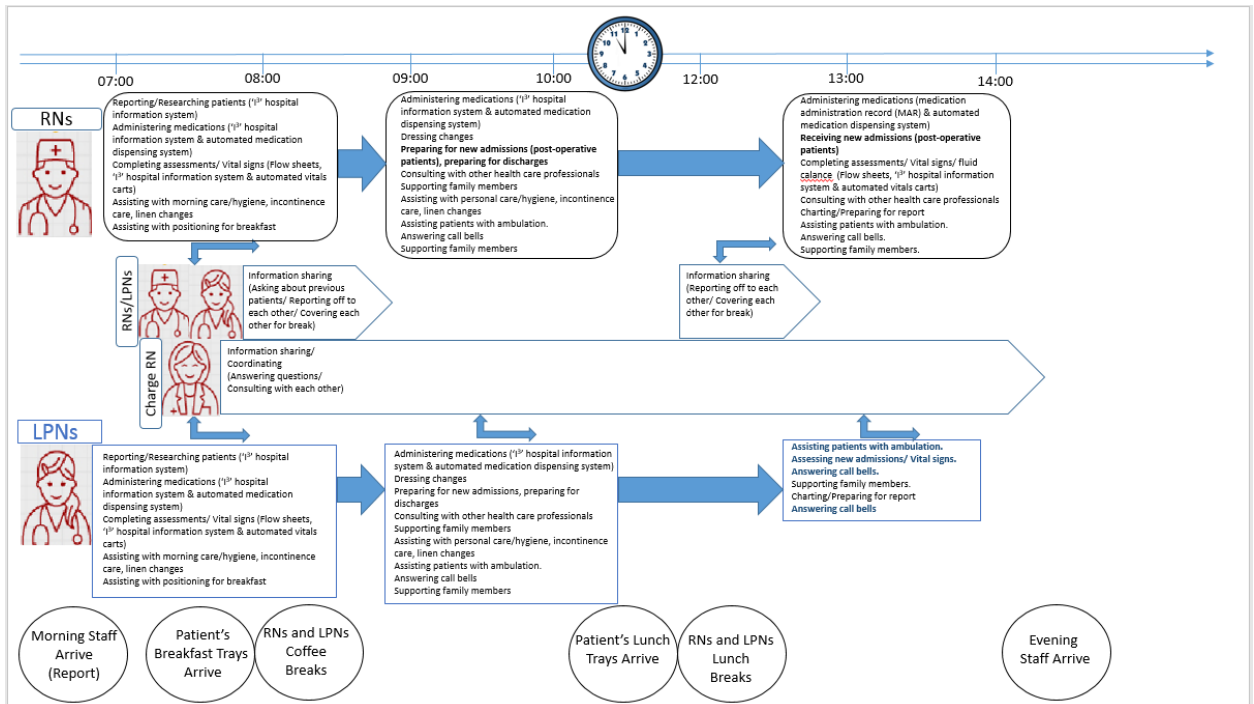 12
1
2
3
4
5
6
7
8
9
10
11
07:00
08:00
09:00
10:00
12:00
13:00
14:00
RNs
Reporting/Researching patients ('I³' hospital
information system)
Administering medications ('I³' hospital
information system & automated medication
dispensing system)
Completing assessments/ Vital signs (Flow sheets,
'I³' hospital information system & automated vitals
carts)
Assisting with morning care/hygiene, incontinence
care, linen changes
Assisting with positioning for breakfast
Administering medications ('I³' hospital
information system & automated medication
dispensing system)
Dressing changes
Preparing for new admissions (post-operative
patients), preparing for discharges
Consulting with other health care professionals
Supporting family members
Assisting with personal care/hygiene, incontinence
care, linen changes
Assisting patients with ambulation.
Answering call bells
Supporting family members
Administering medications (medication
administration record (MAR) & automated
medication dispensing system)
Receiving new admissions (post-operative
patients)
Completing assessments/ Vital signs/ fluid
calance (Flow sheets, 'I³' hospital information
system & automated vitals carts)
Consulting with other health care professionals
Charting/Preparing for report
Assisting patients with ambulation.
Answering call bells.
Supporting family members.
RNs/LPNs
Information sharing
(Asking about previous
patients/ Reporting off to
each other/ Covering each
other for break)
Information sharing
(Reporting off to each
other/ Covering each
other for break)
Charge RN
Information sharing/
Coordinating
(Answering questions/
Consulting with each other)
LPNs
Reporting/Researching patients ('I³' hospital
information system)
Administering medications ('I³' hospital
information system & automated medication
dispensing system)
Completing assessments/ Vital signs (Flow sheets,
'I³' hospital information system & automated vitals
carts)
Assisting with morning care/hygiene, incontinence
care, linen changes
Assisting with positioning for breakfast
Administering medications ('I³' hospital information
system & automated medication dispensing system)
Dressing changes
Preparing for new admissions, preparing for
discharges
Consulting with other health care professionals
Supporting family members
Assisting with personal care/hygiene, incontinence
care, linen changes
Assisting patients with ambulation.
Answering call bells
Supporting family members
Assisting patients with ambulation.
Assessing new admissions/ Vital signs.
Answering call bells.
Supporting family members.
Charting/Preparing for report
Answering call bells
Morning Staff
Arrive
(Report)
Patient's
Breakfast Trays
Arrive
RNs and LPNs
Coffee
Breaks
Patient's Lunch
Trays Arrive
RNs and LPNs
Lunch
Breaks
Evening
Staff Arrive